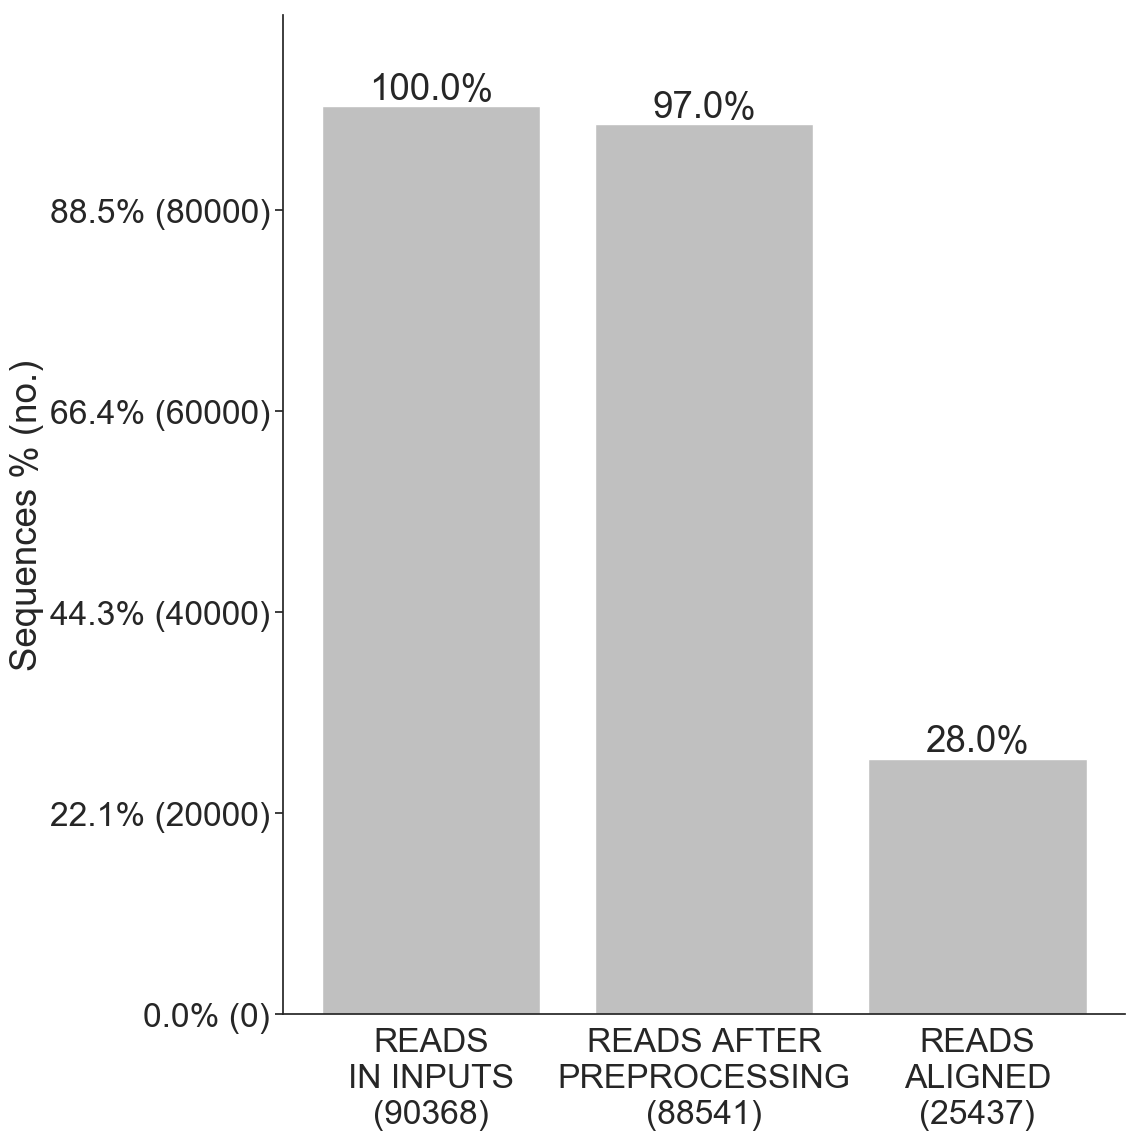 100.0%
97.0%
88.5% (80000)
66.4% (60000)
44.3% (40000)
28.0%
22.1% (20000)
0.0% (0)
Sequences % (no.)
READS
IN INPUTS
(90368)
READS AFTER
PREPROCESSING
(88541)
READS
ALIGNED
(25437)